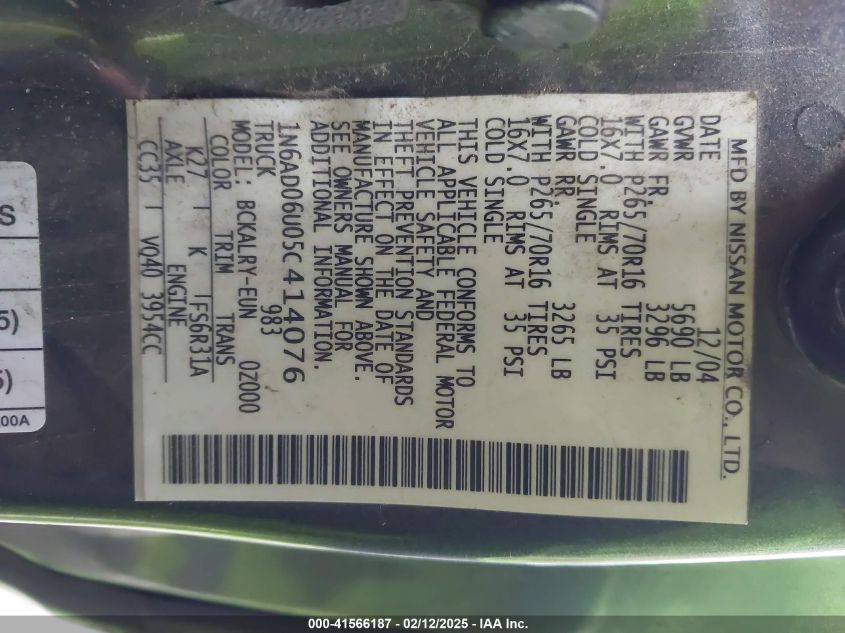 MFD BY NISSAN MOTOR CO., LTD.
DATE 12/04
GVWR 5690 LB
GAWR FR. 3296 LB
WITH P265/70R16 TIRES
16X7.0 RIMS AT 35 PSI
COLD SINGLE
GAWR RR. 3265 LB
WITH P265/70R16 TIRES
16X7.0 RIMS AT 35 PSI
COLD SINGLE
THIS VEHICLE CONFORMS TO
ALL APPLICABLE FEDERAL MOTOR
VEHICLE SAFETY AND
THEFT PREVENTION STANDARDS
IN EFFECT ON THE DATE OF
MANUFACTURE SHOWN ABOVE.
SEE OWNERS MANUAL FOR
ADDITIONAL INFORMATION.
1N6AD06U05C414076
TRUCK 983
MODEL: BCKALRY-EUN 0Z000
COLOR TRIM TRANS
K27 | K |FS6R31A
AXLE ENGINE
CC35 | VQ40 3954CC
S
5)
5)
00A
000-41566187 - 02/12/2025 - IAA Inc.